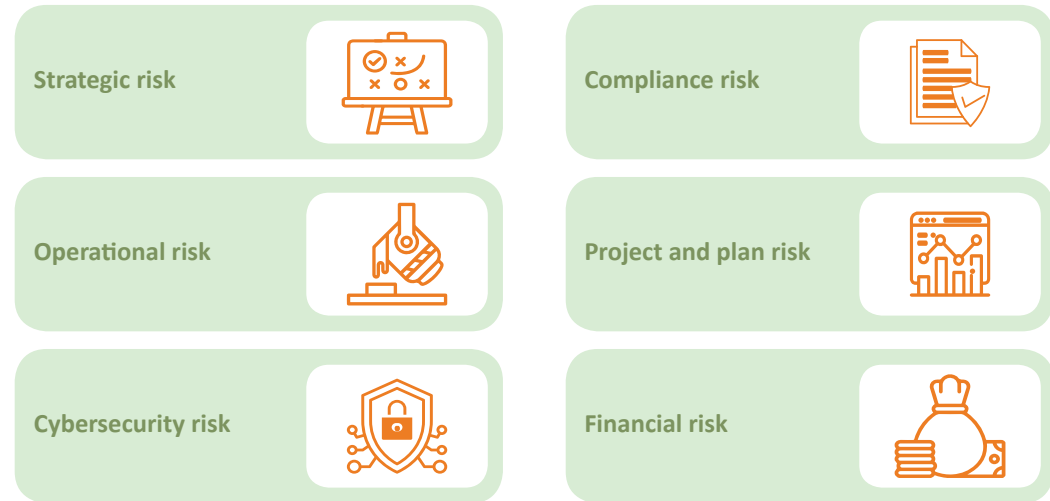 Strategic risk
Compliance risk
Operational risk
Project and plan risk
Cybersecurity risk
Financial risk